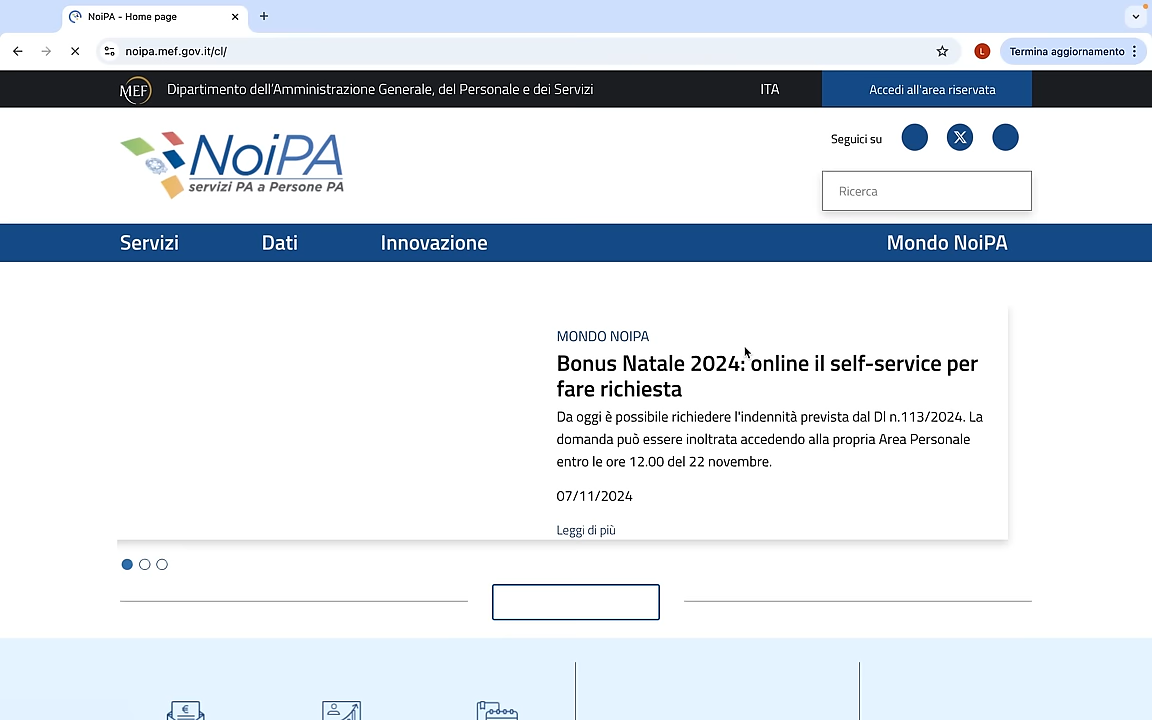 NoiPA - Home page
noipa.mef.gov.it/cl/
L
Termina aggiornamento
MEF
Dipartimento dell'Amministrazione Generale, del Personale e dei Servizi
ITA
Accedi all'area riservata
NoiPA
servizi PA a Persone PA
Seguici su
Ricerca
Servizi
Dati
Innovazione
Mondo NoiPA
MONDO NOIPA
Bonus Natale 2024: online il self-service per
fare richiesta
Da oggi è possibile richiedere l'indennità prevista dal Dl n.113/2024. La
domanda può essere inoltrata accedendo alla propria Area Personale
entro le ore 12.00 del 22 novembre.
07/11/2024
Leggi di più